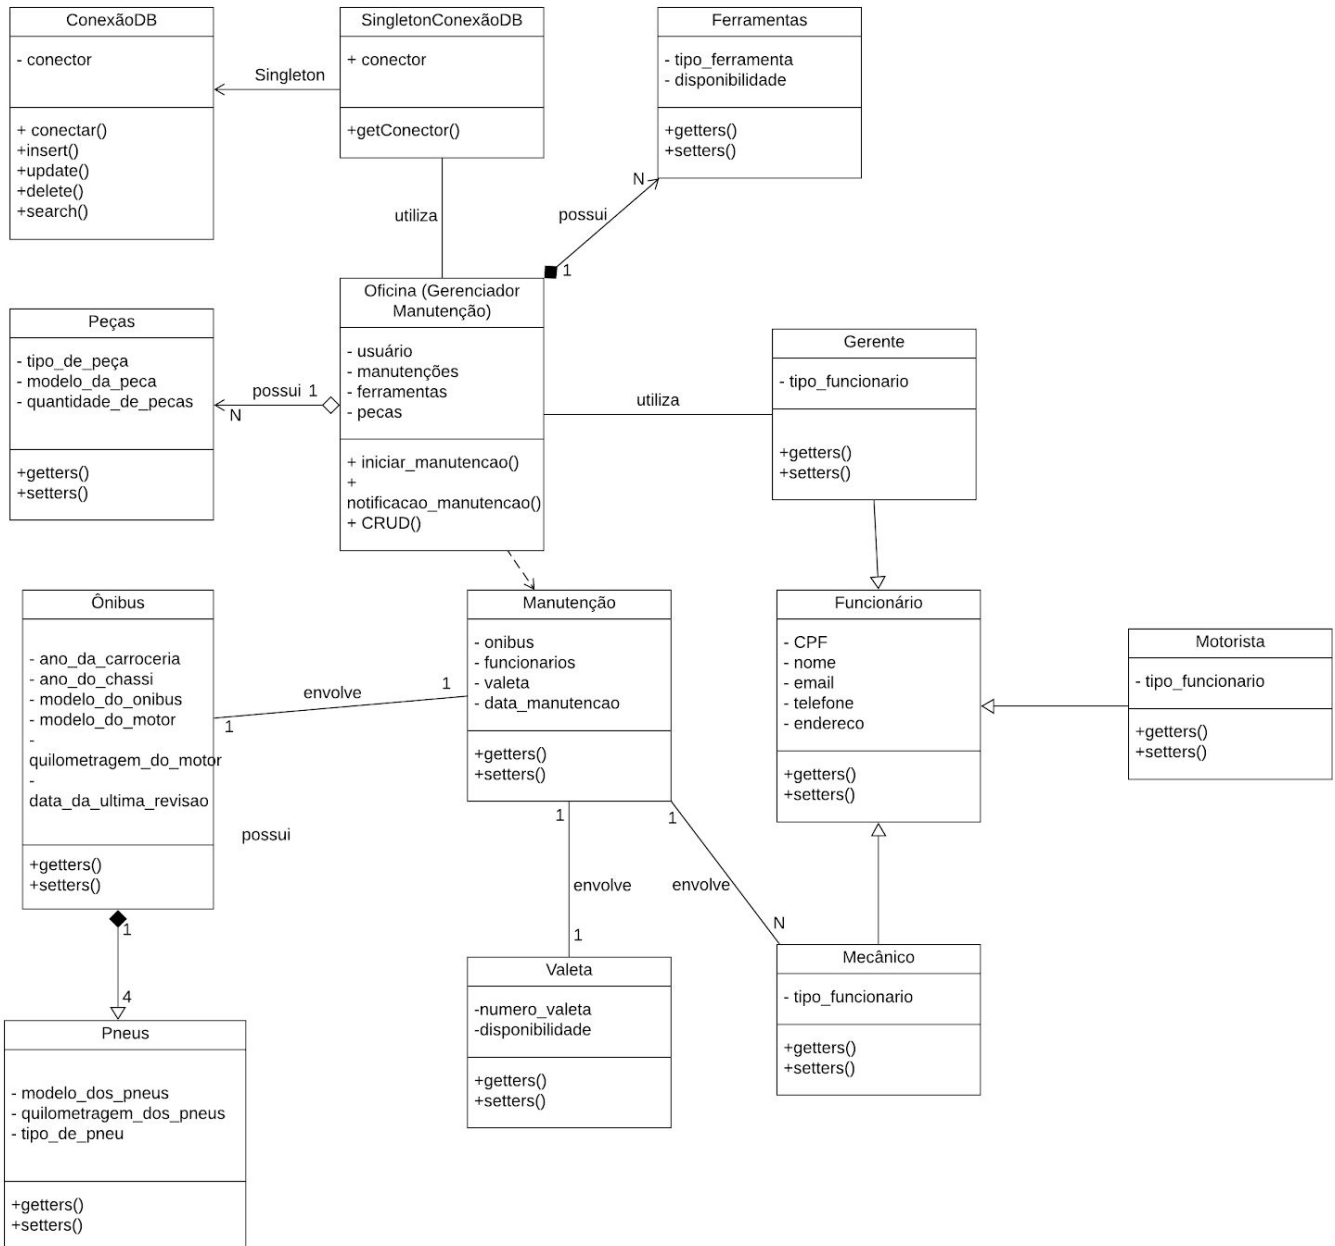 ConexãoDB
- conector
+ conectar()
+insert()
+update()
+delete()
+search()
Singleton
SingletonConexãoDB
+ conector
+getConector()
utiliza
Ferramentas
- tipo_ferramenta
- disponibilidade
+getters()
+setters()
N
possui
1
Peças
- tipo_de_peça
- modelo_da_peca
- quantidade_de_pecas
+getters()
+setters()
possui 1
N
Oficina (Gerenciador
Manutenção)
- usuário
- manutenções
- ferramentas
- pecas
+ iniciar_manutencao()
+
notificacao_manutencao()
+ CRUD()
utiliza
Gerente
- tipo_funcionario
+getters()
+setters()
Ônibus
- ano_da_carroceria
- ano_do_chassi
- modelo_do_onibus
- modelo_do_motor
-
quilometragem_do_motor
-
data_da_ultima_revisao
+getters()
+setters()
envolve
1
1
possui
Manutenção
- onibus
- funcionarios
- valeta
- data_manutencao
+getters()
+setters()
Funcionário
- CPF
- nome
- email
- telefone
- endereco
+getters()
+setters()
Motorista
- tipo_funcionario
+getters()
+setters()
1
envolve
1
1
envolve
N
1
4
Pneus
- modelo_dos_pneus
- quilometragem_dos_pneus
- tipo_de_pneu
+getters()
+setters()
Valeta
-numero_valeta
-disponibilidade
+getters()
+setters()
Mecânico
- tipo_funcionario
+getters()
+setters()